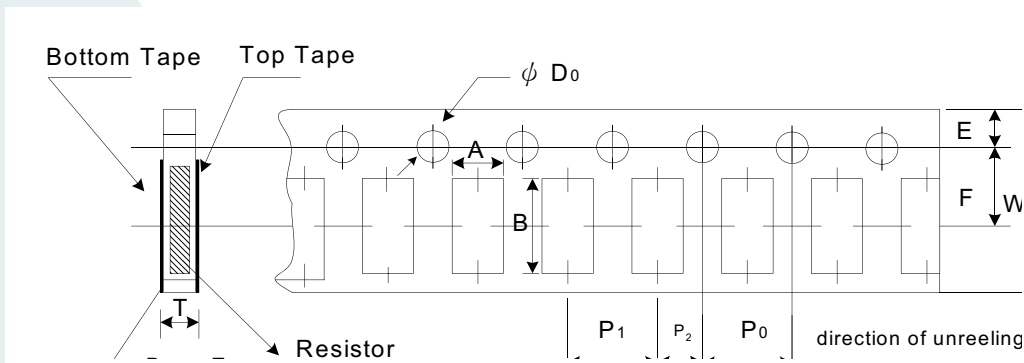 Bottom Tape
Top Tape
ϕ D0
E
A
F
W
B
T
P1
P2
P0
direction of unreeling
Resistor